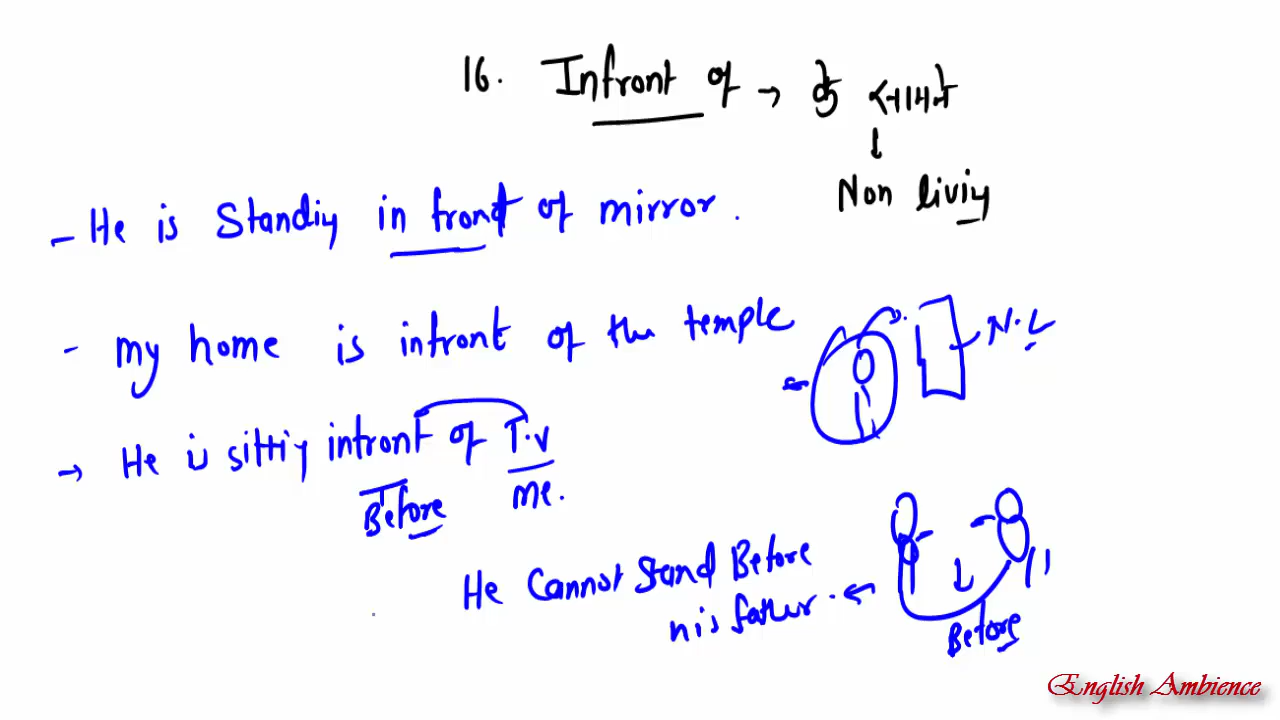 16. Infront of → के सामने
↓
Non living
- He is Standing in front of mirror.
- my home is infront of the temple
N.L
→ He is sitting infront of T.V
Before me.
He Cannot Stand Before
his father.
Before
English Ambience